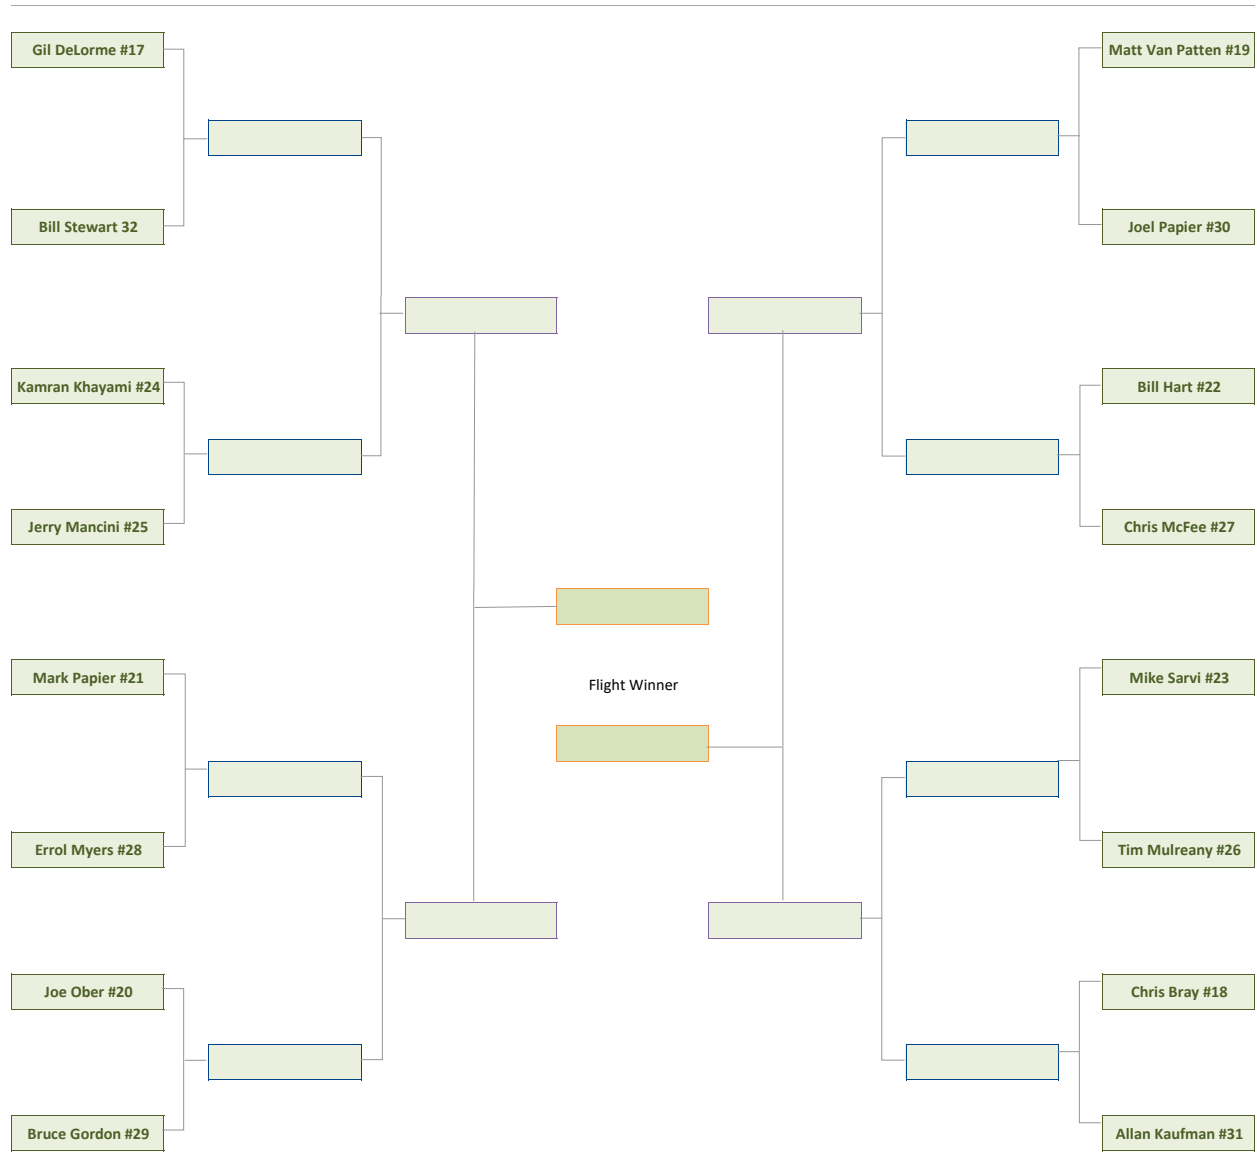 Gil DeLorme #17
Matt Van Patten #19
Bill Stewart 32
Joel Papier #30
Kamran Khayami #24
Bill Hart #22
Jerry Mancini #25
Chris McFee #27
Mark Papier #21
Flight Winner
Mike Sarvi #23
Errol Myers #28
Tim Mulreany #26
Joe Ober #20
Chris Bray #18
Bruce Gordon #29
Allan Kaufman #31